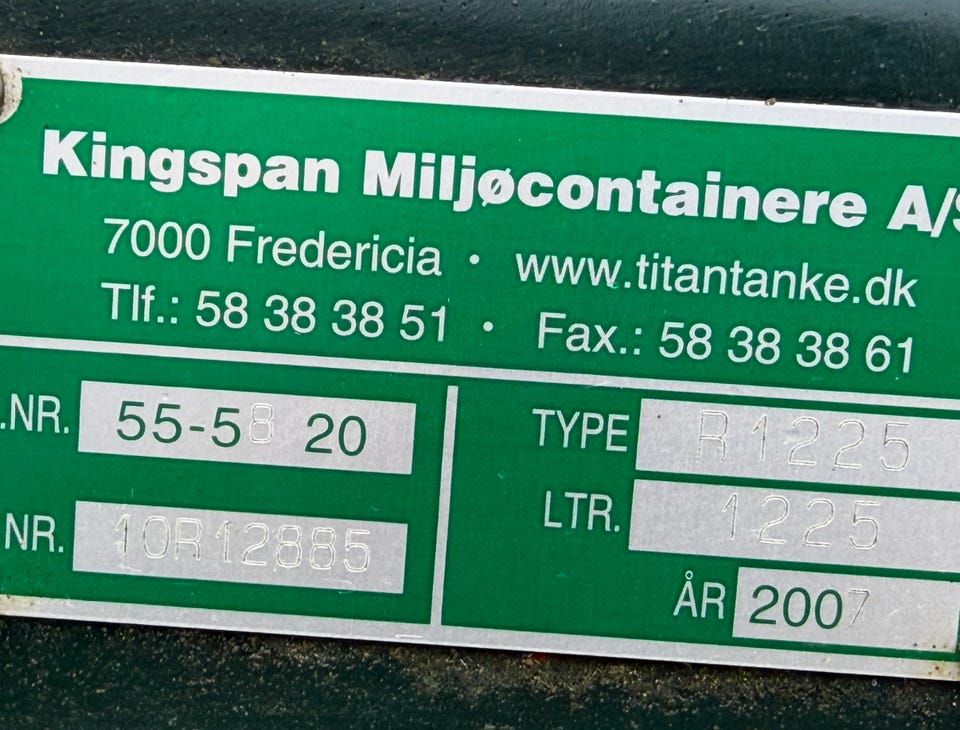 Kingspan Miljøcontainere A/S
7000 Fredericia · www.titantanke.dk
Tlf.: 58 38 38 51 · Fax.: 58 38 38 61
.NR. 55-58 20
TYPE R1225
LTR. 1225
NR. 10R12885
ÅR 2007